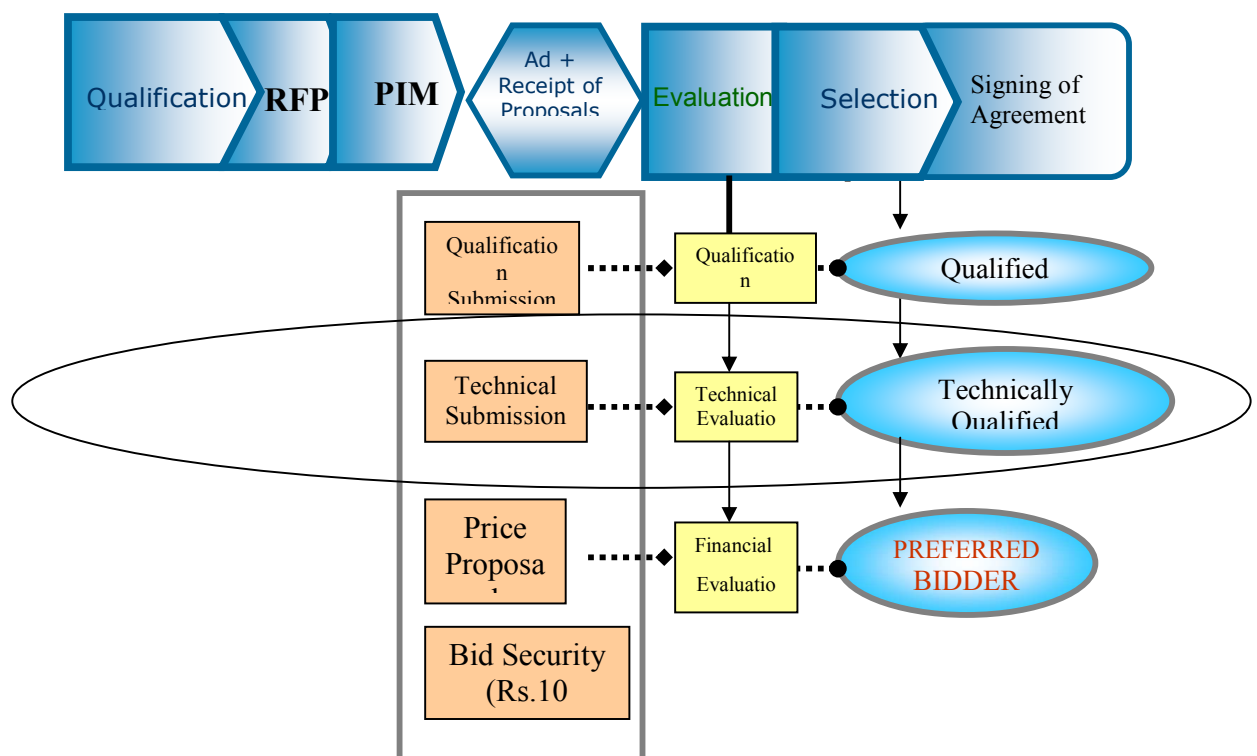 Qualification
RFP
PIM
Ad +
Receipt of
Proposals
Evaluation
Selection
Signing of
Agreement
Qualificatio
n
Submission
Qualificatio
n
Qualified
Technical
Submission
Technical
Evaluatio
Technically
Qualified
Price
Proposa
Financial
Evaluatio
PREFERRED
BIDDER
Bid Security
(Rs.10